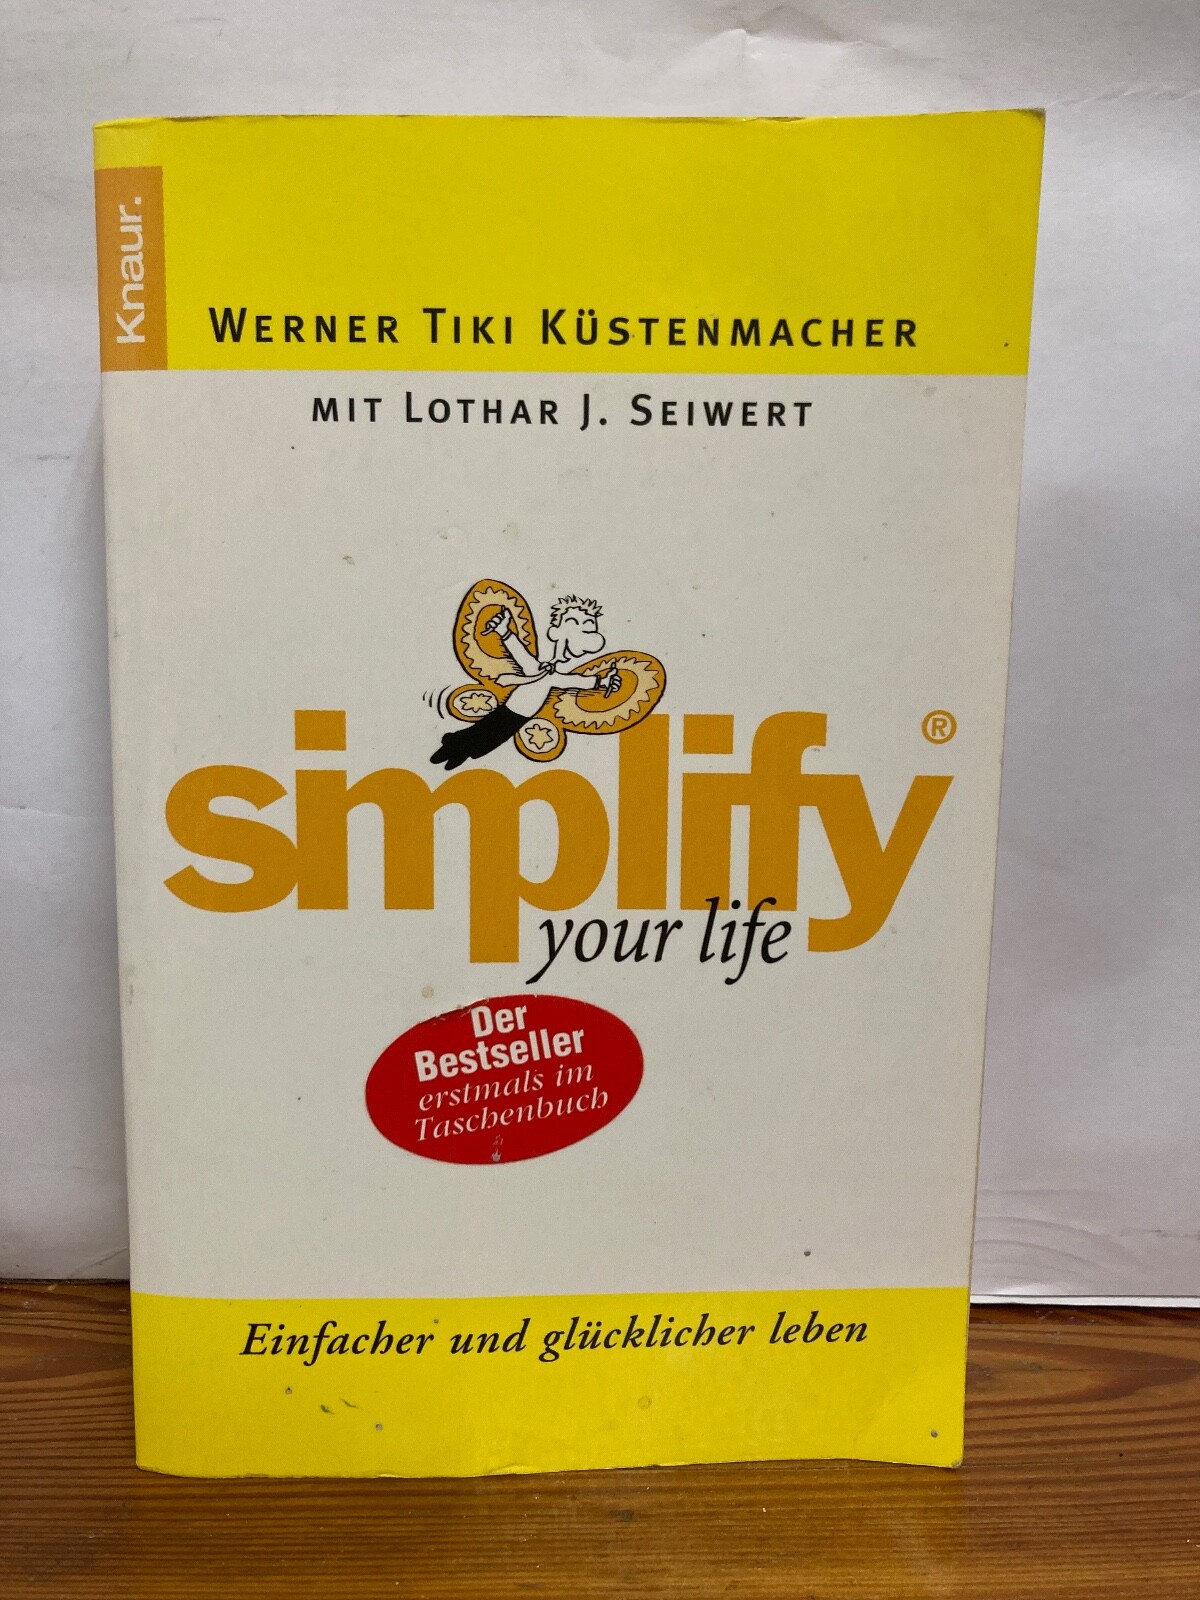 Knaur.
WERNER TIKI KÜSTENMACHER
MIT LOTHAR J. SEIWERT
simplify®
your life
Der
Bestseller
erstmals im
Taschenbuch
Einfacher und glücklicher leben